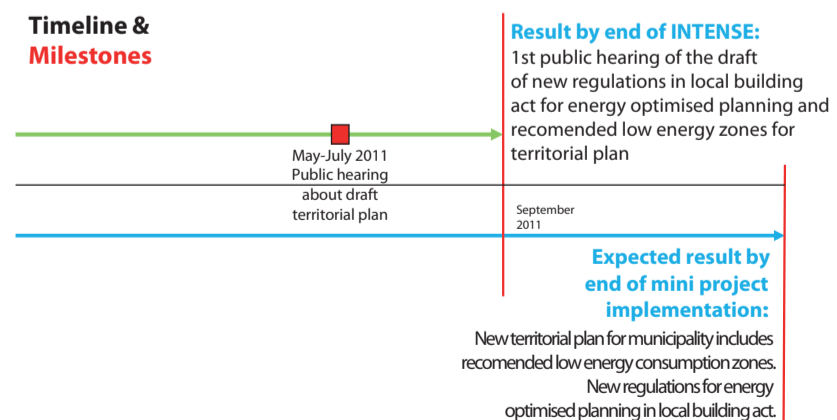 Timeline &
Milestones
Result by end of INTENSE:
1st public hearing of the draft
of new regulations in local building
act for energy optimised planning and
recomended low energy zones for
territorial plan
May-July 2011
Public hearing
about draft
territorial plan
September
2011
Expected result by
end of mini project
implementation:
New territorial plan for municipality includes
recomended low energy consumption zones.
New regulations for energy
optimised planning in local building act.